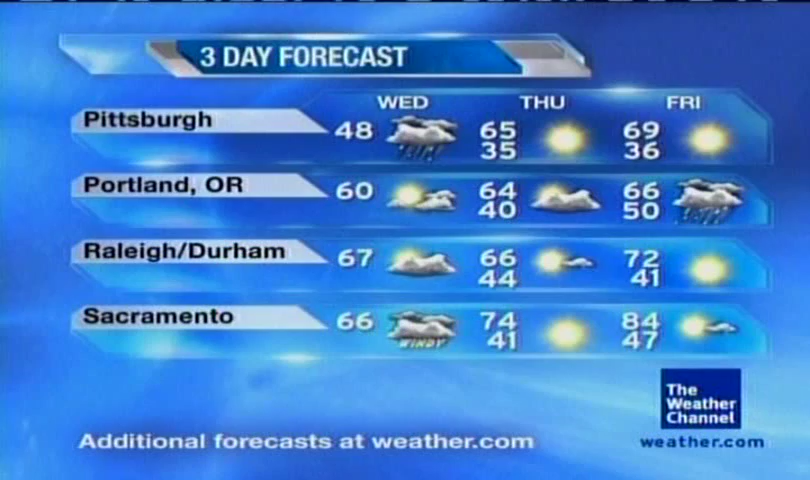 3 DAY FORECAST
WED THU FRI
Pittsburgh 48 65 35 69 36
Portland, OR 60 64 40 66 50
Raleigh/Durham 67 66 44 72 41
Sacramento 66 WINDY 74 41 84 47
The
Weather
Channel
Additional forecasts at weather.com
weather.com